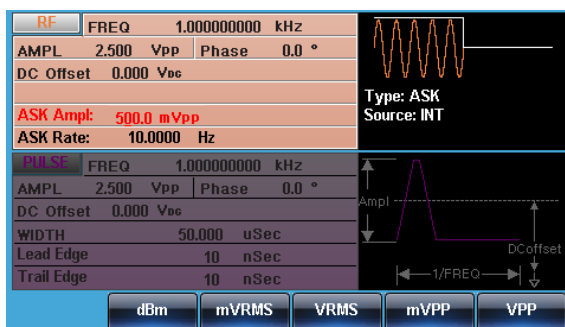 RF FREQ 1.000000000 kHz
AMPL 2.500 Vpp Phase 0.0 °
DC Offset 0.000 VDC
ASK Ampl: 500.0 mVpp
ASK Rate: 10.0000 Hz
Type: ASK
Source: INT
PULSE FREQ 1.000000000 kHz
AMPL 2.500 Vpp Phase 0.0 °
DC Offset 0.000 VDC
WIDTH 50.000 uSec
Lead Edge 10 nSec
Trail Edge 10 nSec
Ampl
DCoffset
1/FREQ
dBm mVRMS VRMS mVPP VPP